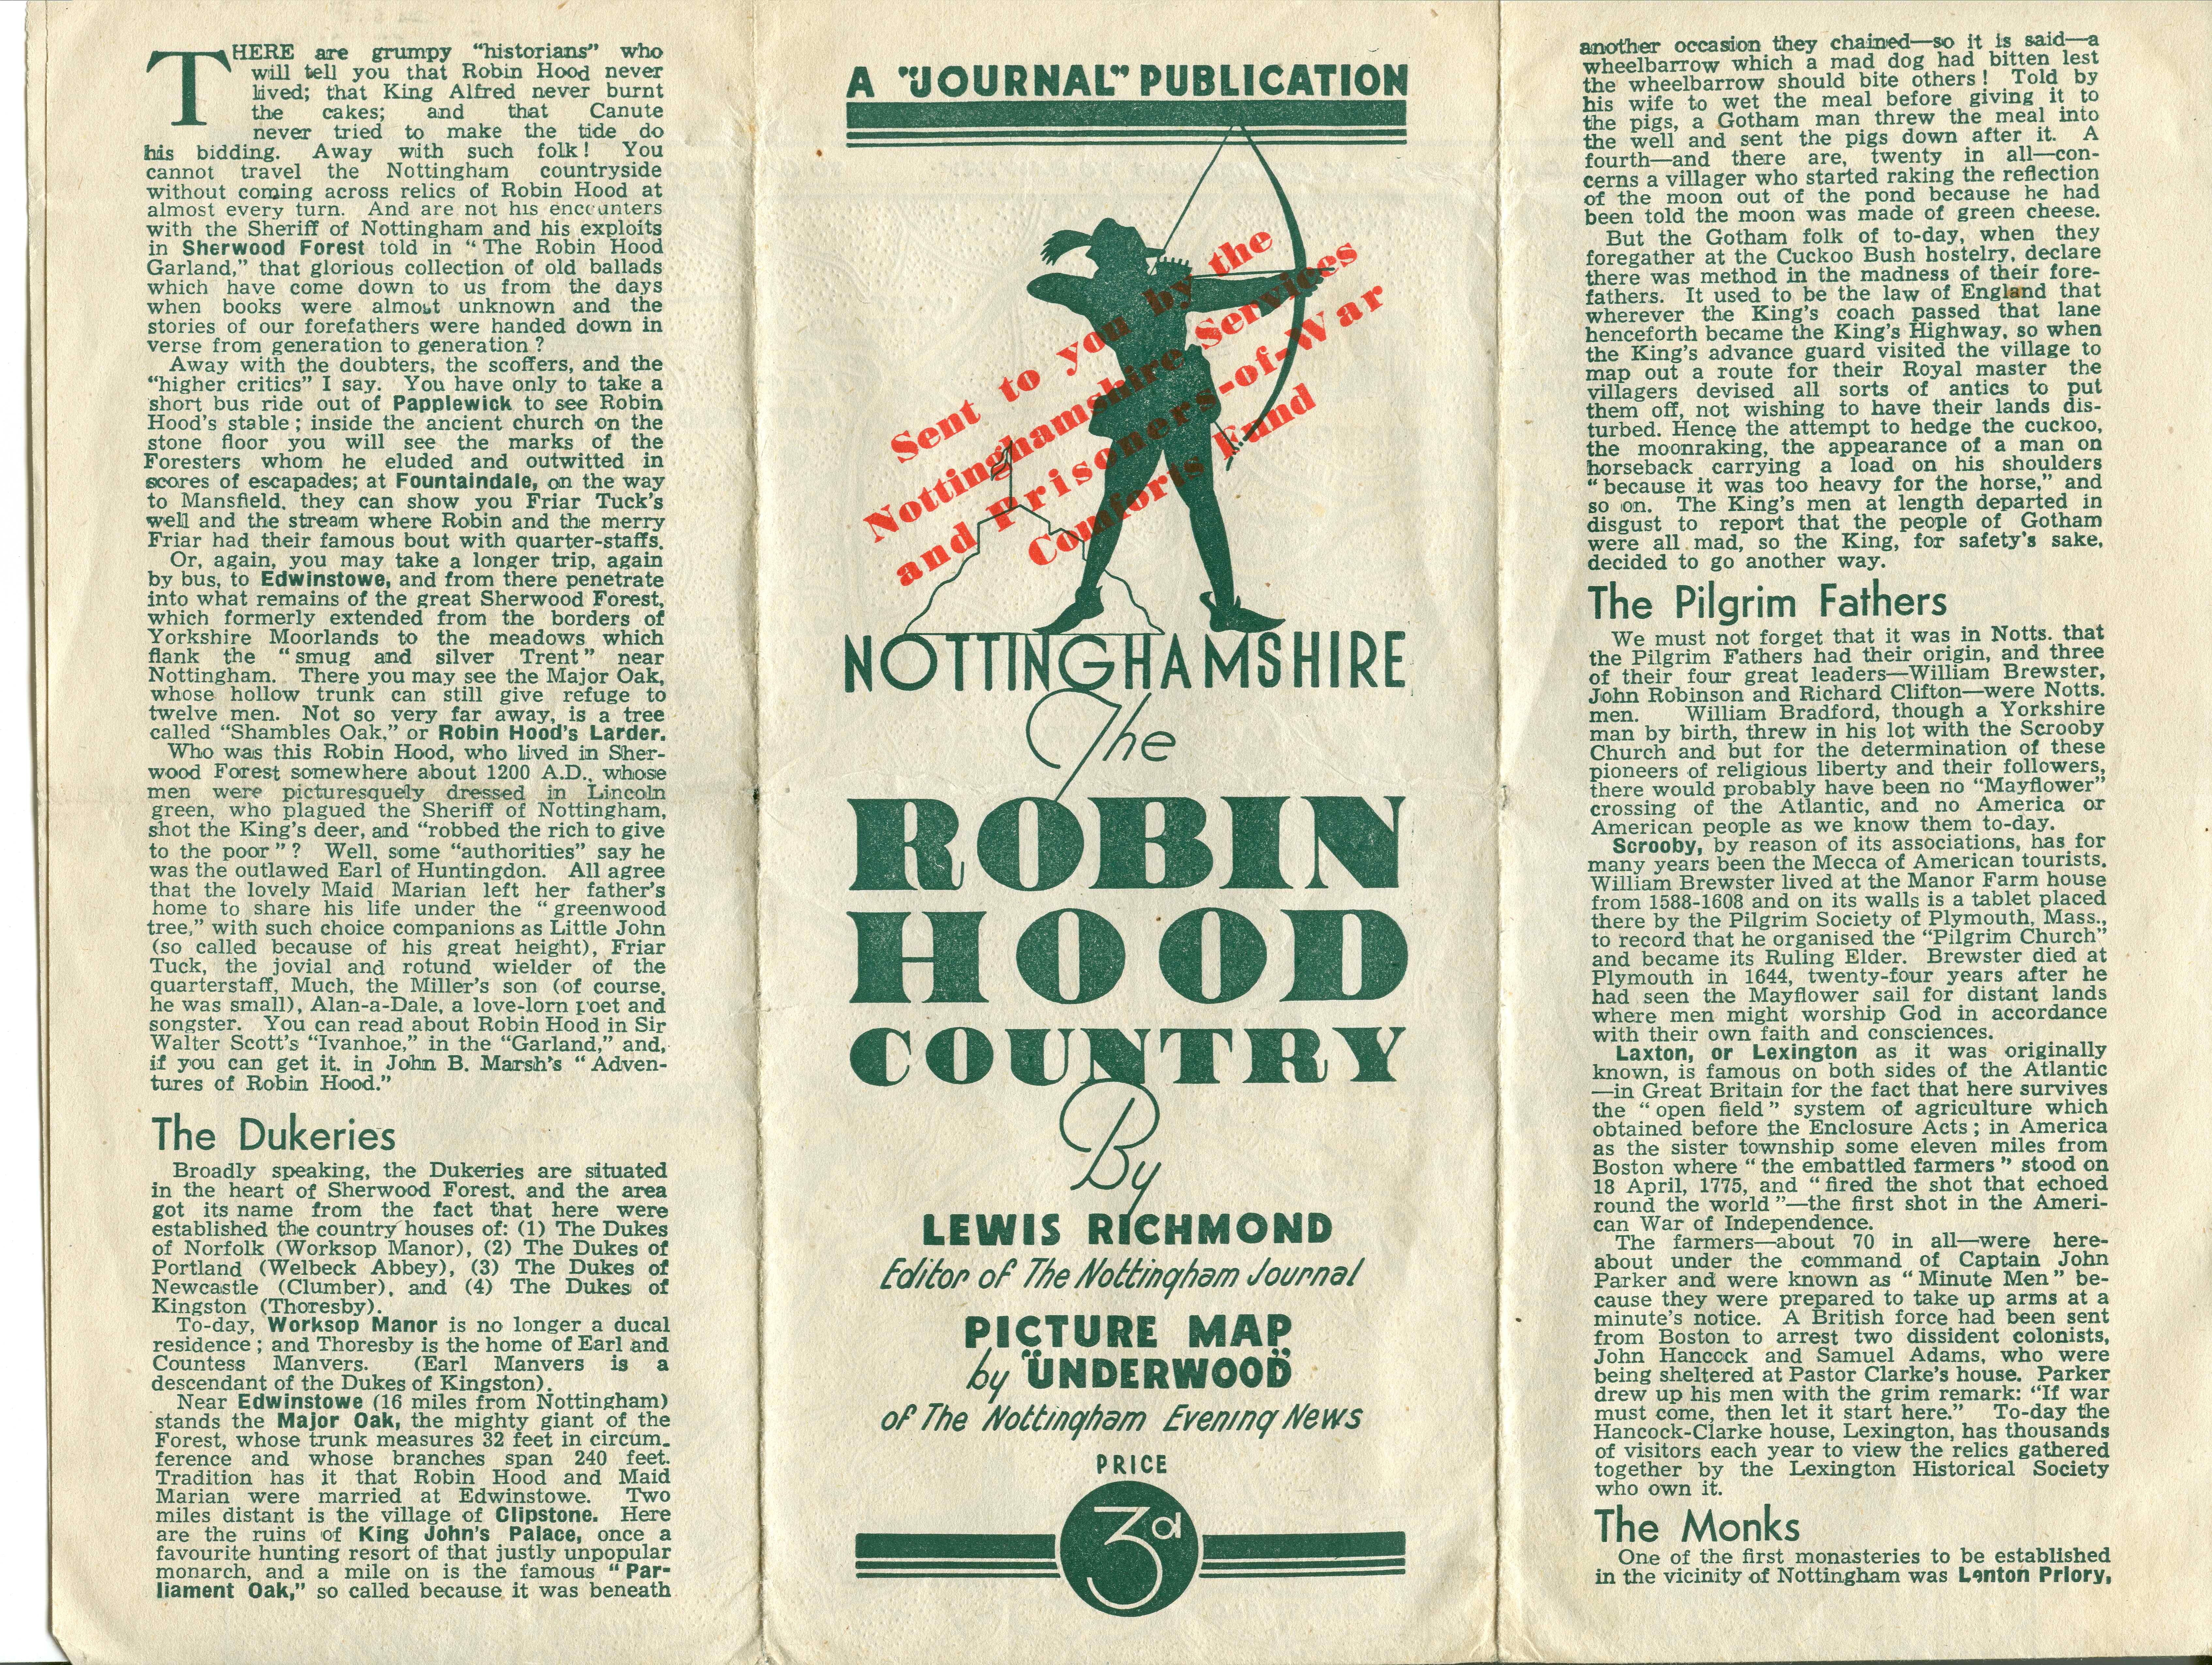 THERE are grumpy "historians" who
will tell you that Robin Hood never
lived; that King Alfred never burnt
the cakes; and that Canute
never tried to make the tide do
his bidding. Away with such folk! You
cannot travel the Nottingham countryside
without coming across relics of Robin Hood at
almost every turn. And are not his encounters
with the Sheriff of Nottingham and his exploits
in Sherwood Forest told in "The Robin Hood
Garland," that glorious collection of old ballads
which have come down to us from the days
when books were almost unknown and the
stories of our forefathers were handed down in
verse from generation to generation?
Away with the doubters, the scoffers, and the
"higher critics" I say. You have only to take a
short bus ride out of Papplewick to see Robin
Hood's stable; inside the ancient church on the
stone floor you will see the marks of the
Foresters whom he eluded and outwitted in
scores of escapades; at Fountaindale, on the way
to Mansfield, they can show you Friar Tuck's
well and the stream where Robin and the merry
Friar had their famous bout with quarter-staffs.
Or, again, you may take a longer trip, again
by bus, to Edwinstowe, and from there penetrate
into what remains of the great Sherwood Forest,
which formerly extended from the borders of
Yorkshire Moorlands to the meadows which
flank the "smug and silver Trent" near
Nottingham. There you may see the Major Oak,
whose hollow trunk can still give refuge to
twelve men. Not so very far away, is a tree
called "Shambles Oak," or Robin Hood's Larder.
Who was this Robin Hood, who lived in Sher-
wood Forest somewhere about 1200 A.D., whose
men were picturesquely dressed in Lincoln
green, who plagued the Sheriff of Nottingham,
shot the King's deer, and "robbed the rich to give
to the poor"? Well, some "authorities" say he
was the outlawed Earl of Huntingdon. All agree
that the lovely Maid Marian left her father's
home to share his life under the "greenwood
tree," with such choice companions as Little John
(so called because of his great height), Friar
Tuck, the jovial and rotund wielder of the
quarterstaff, Much, the Miller's son (of course,
he was small), Alan-a-Dale, a love-lorn poet and
songster. You can read about Robin Hood in Sir
Walter Scott's "Ivanhoe," in the "Garland," and,
if you can get it, in John B. Marsh's "Adven-
tures of Robin Hood."
The Dukeries
Broadly speaking, the Dukeries are situated
in the heart of Sherwood Forest, and the area
got its name from the fact that here were
established the country houses of: (1) The Dukes
of Norfolk (Worksop Manor), (2) The Dukes of
Portland (Welbeck Abbey), (3) The Dukes of
Newcastle (Clumber), and (4) The Dukes of
Kingston (Thoresby).
To-day, Worksop Manor is no longer a ducal
residence; and Thoresby is the home of Earl and
Countess Manvers. (Earl Manvers is a
descendant of the Dukes of Kingston).
Near Edwinstowe (16 miles from Nottingham)
stands the Major Oak, the mighty giant of the
Forest, whose trunk measures 32 feet in circum-
ference and whose branches span 240 feet.
Tradition has it that Robin Hood and Maid
Marian were married at Edwinstowe. Two
miles distant is the village of Clipstone. Here
are the ruins of King John's Palace, once a
favourite hunting resort of that justly unpopular
monarch, and a mile on is the famous "Par-
liament Oak," so called because it was beneath
A "JOURNAL" PUBLICATION
Sent to you by the
Nottinghamshire Services
and Prisoners-of-War
Comforts Fund
NOTTINGHAMSHIRE
The
ROBIN
HOOD
COUNTRY
By
LEWIS RICHMOND
Editor of The Nottingham Journal
PICTURE MAP
by "UNDERWOOD"
of The Nottingham Evening News
PRICE
3d
another occasion they chained—so it is said—a
wheelbarrow which a mad dog had bitten lest
the wheelbarrow should bite others! Told by
his wife to wet the meal before giving it to
the pigs, a Gotham man threw the meal into
the well and sent the pigs down after it. A
fourth—and there are, twenty in all—con-
cerns a villager who started raking the reflection
of the moon out of the pond because he had
been told the moon was made of green cheese.
But the Gotham folk of to-day, when they
foregather at the Cuckoo Bush hostelry, declare
there was method in the madness of their fore-
fathers. It used to be the law of England that
wherever the King's coach passed that lane
henceforth became the King's Highway, so when
the King's advance guard visited the village to
map out a route for their Royal master the
villagers devised all sorts of antics to put
them off, not wishing to have their lands dis-
turbed. Hence the attempt to hedge the cuckoo,
the moonraking, the appearance of a man on
horseback carrying a load on his shoulders
"because it was too heavy for the horse," and
so on. The King's men at length departed in
disgust to report that the people of Gotham
were all mad, so the King, for safety's sake,
decided to go another way.
The Pilgrim Fathers
We must not forget that it was in Notts. that
the Pilgrim Fathers had their origin, and three
of their four great leaders—William Brewster,
John Robinson and Richard Clifton—were Notts.
men. William Bradford, though a Yorkshire
man by birth, threw in his lot with the Scrooby
Church and but for the determination of these
pioneers of religious liberty and their followers,
there would probably have been no "Mayflower"
crossing of the Atlantic, and no America or
American people as we know them to-day.
Scrooby, by reason of its associations, has for
many years been the Mecca of American tourists.
William Brewster lived at the Manor Farm house
from 1588-1608 and on its walls is a tablet placed
there by the Pilgrim Society of Plymouth, Mass.,
to record that he organised the "Pilgrim Church"
and became its Ruling Elder. Brewster died at
Plymouth in 1644, twenty-four years after he
had seen the Mayflower sail for distant lands
where men might worship God in accordance
with their own faith and consciences.
Laxton, or Lexington as it was originally
known, is famous on both sides of the Atlantic
—in Great Britain for the fact that here survives
the "open field" system of agriculture which
obtained before the Enclosure Acts; in America
as the sister township some eleven miles from
Boston where "the embattled farmers" stood on
18 April, 1775, and "fired the shot that echoed
round the world"—the first shot in the Ameri-
can War of Independence.
The farmers—about 70 in all—were here-
about under the command of Captain John
Parker and were known as "Minute Men" be-
cause they were prepared to take up arms at a
minute's notice. A British force had been sent
from Boston to arrest two dissident colonists,
John Hancock and Samuel Adams, who were
being sheltered at Pastor Clarke's house. Parker
drew up his men with the grim remark: "If war
must come, then let it start here." To-day the
Hancock-Clarke house, Lexington, has thousands
of visitors each year to view the relics gathered
together by the Lexington Historical Society
who own it.
The Monks
One of the first monasteries to be established
in the vicinity of Nottingham was Lenton Priory,